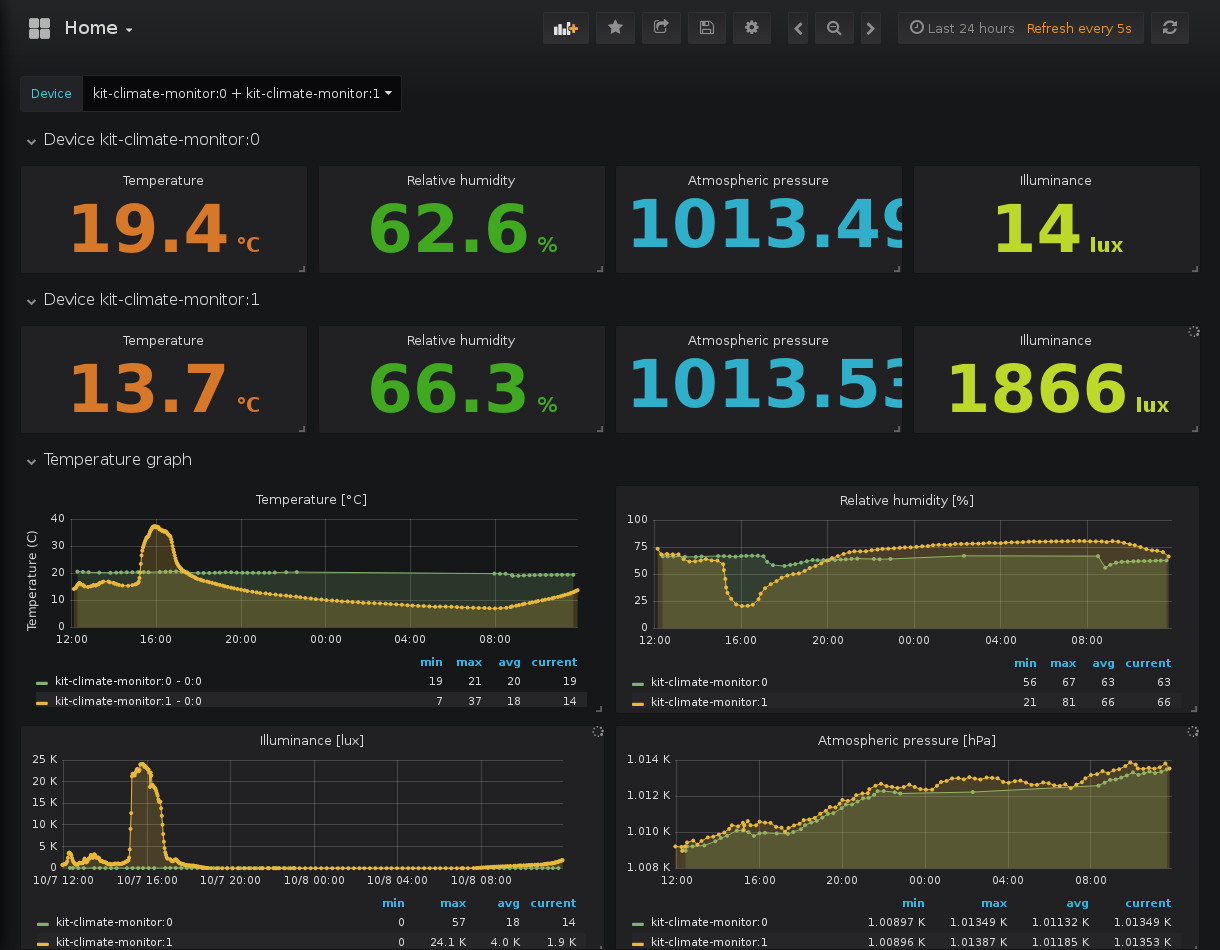 Home
Last 24 hours Refresh every 5s
Device kit-climate-monitor:0 + kit-climate-monitor:1
Device kit-climate-monitor:0
Temperature Relative humidity Atmospheric pressure Illuminance
19.4 °C 62.6 % 1013.49 14 lux
Device kit-climate-monitor:1
Temperature Relative humidity Atmospheric pressure Illuminance
13.7 °C 66.3 % 1013.53 1866 lux
Temperature graph
Temperature [°C]
Temperature (C)
40
30
20
10
0
12:00 16:00 20:00 00:00 04:00 08:00
min max avg current
kit-climate-monitor:0 - 0:0 19 21 20 19
kit-climate-monitor:1 - 0:0 7 37 18 14
Relative humidity [%]
100
75
50
25
0
12:00 16:00 20:00 00:00 04:00 08:00
min max avg current
kit-climate-monitor:0 56 67 63 63
kit-climate-monitor:1 21 81 66 66
Illuminance [lux]
25 K
20 K
15 K
10 K
5 K
0
10/7 12:00 10/7 16:00 10/7 20:00 10/8 00:00 10/8 04:00 10/8 08:00
min max avg current
kit-climate-monitor:0 0 57 18 14
kit-climate-monitor:1 0 24.1 K 4.0 K 1.9 K
Atmospheric pressure [hPa]
1.014 K
1.012 K
1.010 K
1.008 K
12:00 16:00 20:00 00:00 04:00 08:00
min max avg current
kit-climate-monitor:0 1.00897 K 1.01349 K 1.01132 K 1.01349 K
kit-climate-monitor:1 1.00896 K 1.01387 K 1.01185 K 1.01353 K